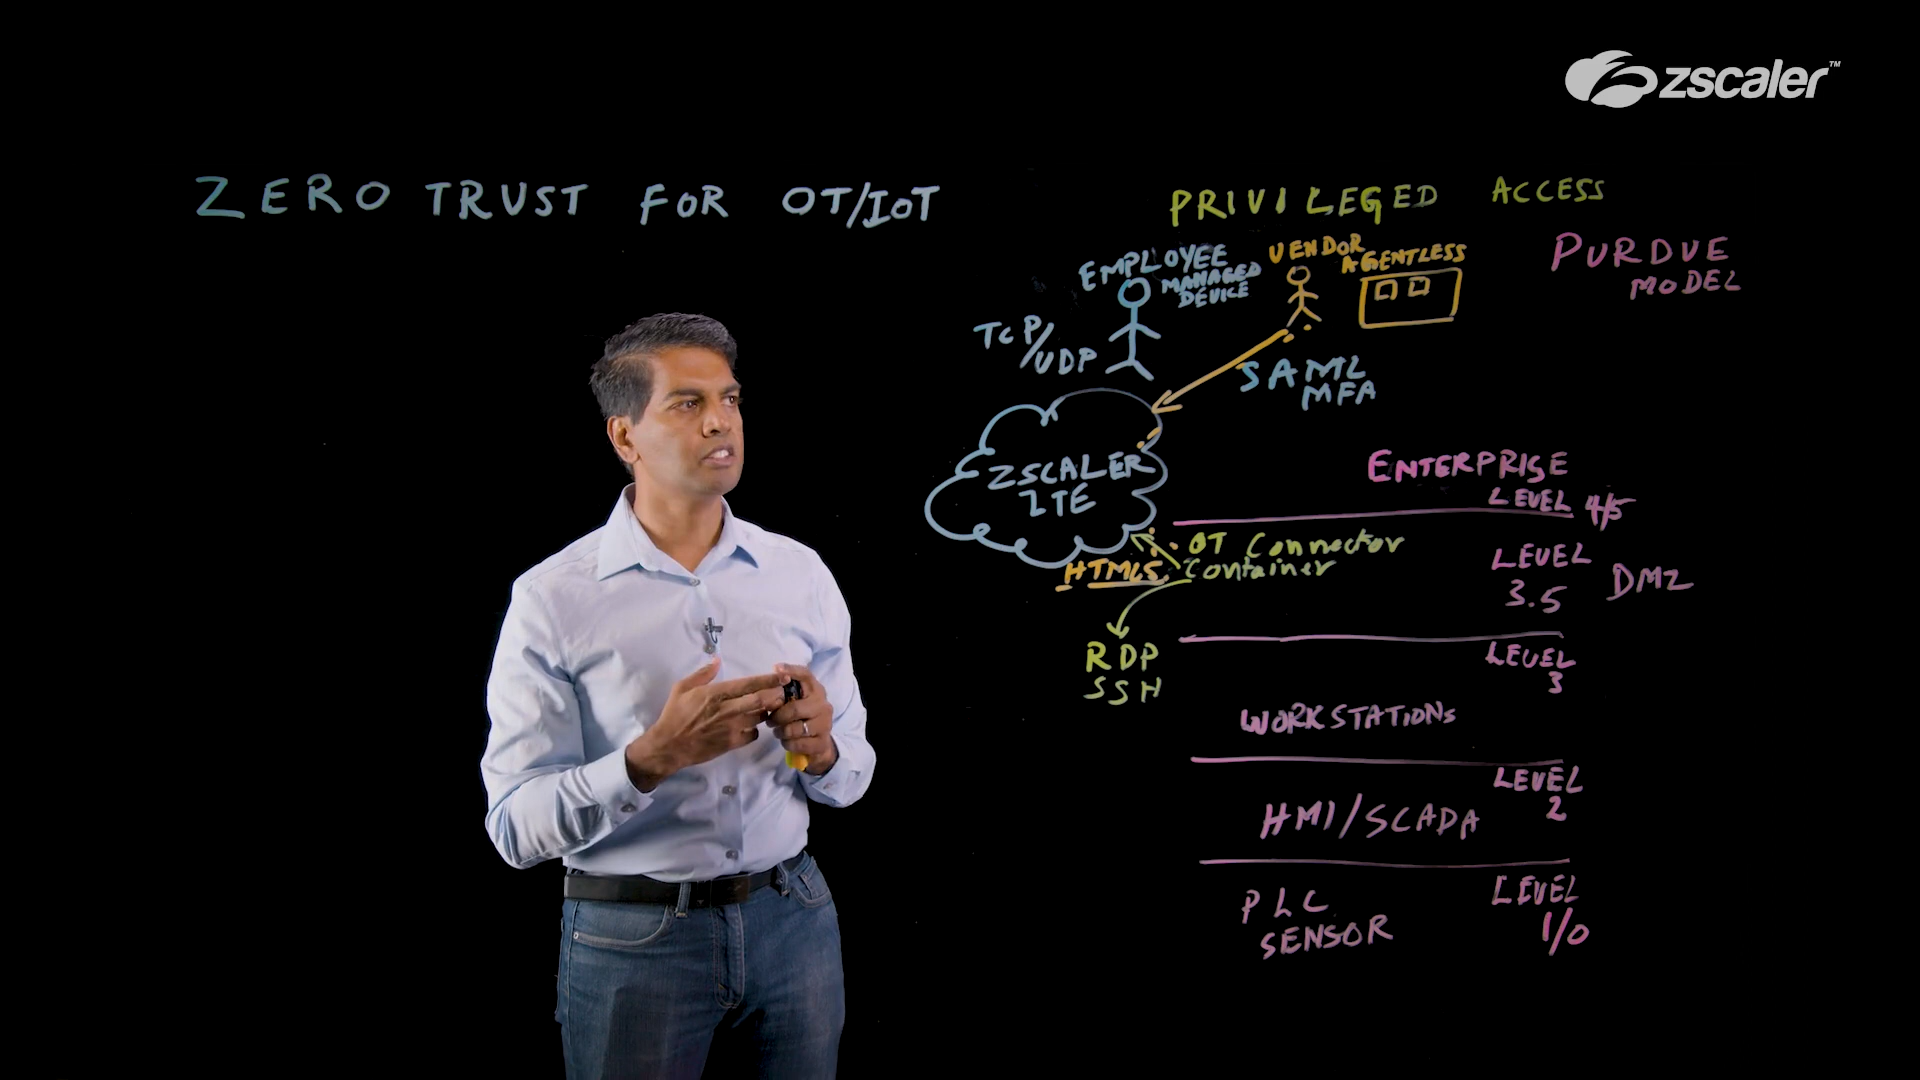 zscaler™
ZERO TRUST FOR OT/IOT
PRIVILEGED ACCESS
PURDUE
MODEL
EMPLOYEE
MANAGED
DEVICE
VENDOR
AGENTLESS
TCP/
UDP
SAML
MFA
ZSCALER
ZTE
ENTERPRISE
LEVEL 4/5
OT Connector
Container
HTML5
LEVEL
3.5
DMZ
RDP
SSH
LEVEL
3
WORKSTATIONS
LEVEL
2
HMI/SCADA
PLC
SENSOR
LEVEL
1/0